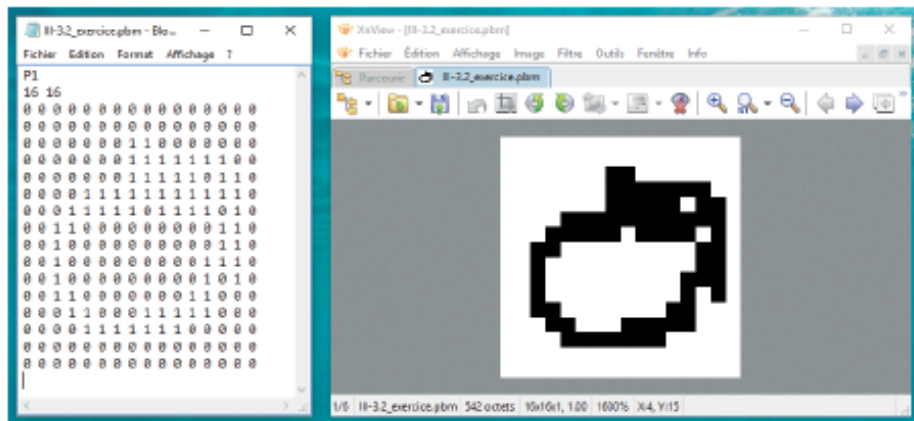 III-3.2_exercice.pbm - Blo...
Fichier Edition Format Affichage ?
P1
16 16
0 0 0 0 0 0 0 0 0 0 0 0 0 0 0 0
0 0 0 0 0 0 0 0 0 0 0 0 0 0 0 0
0 0 0 0 0 0 0 1 1 0 0 0 0 0 0 0
0 0 0 0 0 0 0 1 1 1 1 1 1 1 0 0
0 0 0 0 0 0 0 1 1 1 1 1 0 1 1 0
0 0 0 0 1 1 1 1 1 1 1 1 1 1 1 0
0 0 0 1 1 1 1 1 0 1 1 1 1 0 1 0
0 0 1 1 0 0 0 0 0 0 0 0 0 1 1 0
0 0 1 0 0 0 0 0 0 0 0 0 0 1 1 0
0 0 1 0 0 0 0 0 0 0 0 0 1 1 1 0
0 0 1 0 0 0 0 0 0 0 0 0 1 0 1 0
0 0 1 1 0 0 0 0 0 0 0 1 1 0 0 0
0 0 0 1 1 0 0 0 1 1 1 1 1 0 0 0
0 0 0 0 1 1 1 1 1 1 1 0 0 0 0 0
0 0 0 0 0 0 0 0 0 0 0 0 0 0 0 0
0 0 0 0 0 0 0 0 0 0 0 0 0 0 0 0
XnView - [III-3.2_exercice.pbm]
Fichier Édition Affichage Image Filtre Outils Fenêtre Info
Parcourir III-3.2_exercice.pbm
1/6 III-3.2_exercice.pbm 542 octets 16x16x1, 1.00 1600% X:4, Y:15